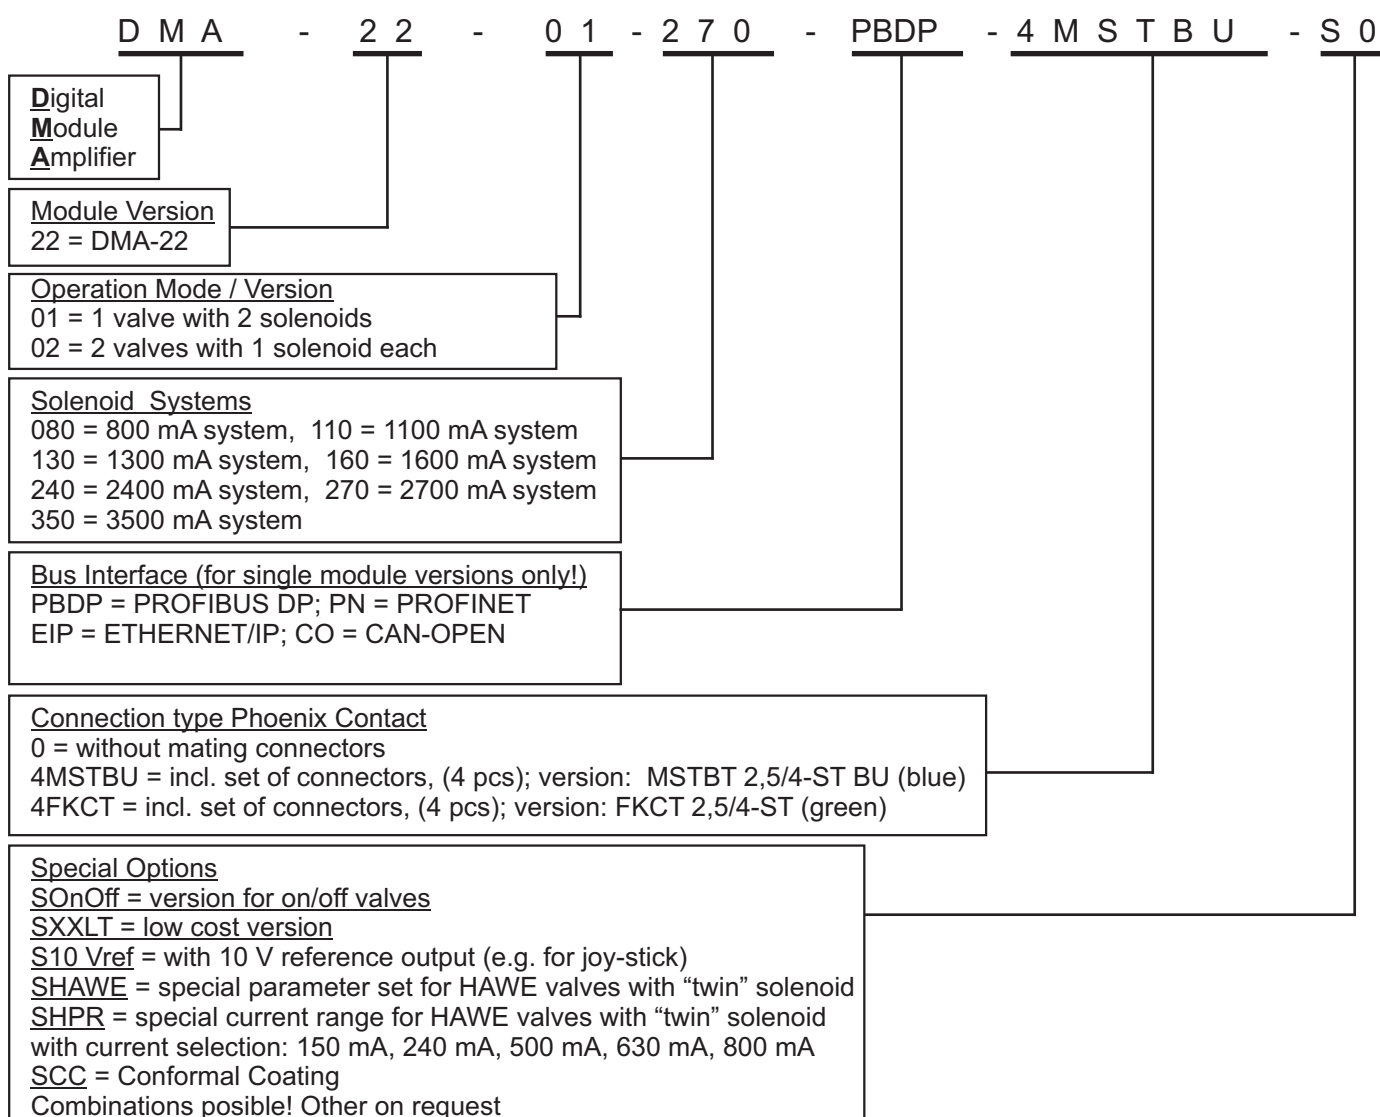 DMA - 22 - 01 - 270 - PBDP - 4MSTBU - S0
Digital
Module
Amplifier
Module Version
22 = DMA-22
Operation Mode / Version
01 = 1 valve with 2 solenoids
02 = 2 valves with 1 solenoid each
Solenoid Systems
080 = 800 mA system, 110 = 1100 mA system
130 = 1300 mA system, 160 = 1600 mA system
240 = 2400 mA system, 270 = 2700 mA system
350 = 3500 mA system
Bus Interface (for single module versions only!)
PBDP = PROFIBUS DP; PN = PROFINET
EIP = ETHERNET/IP; CO = CAN-OPEN
Connection type Phoenix Contact
0 = without mating connectors
4MSTBU = incl. set of connectors, (4 pcs); version: MSTBT 2,5/4-ST BU (blue)
4FKCT = incl. set of connectors, (4 pcs); version: FKCT 2,5/4-ST (green)
Special Options
SOnOff = version for on/off valves
SXXLT = low cost version
S10 Vref = with 10 V reference output (e.g. for joy-stick)
SHAWE = special parameter set for HAWE valves with “twin” solenoid
SHPR = special current range for HAWE valves with “twin” solenoid
with current selection: 150 mA, 240 mA, 500 mA, 630 mA, 800 mA
SCC = Conformal Coating
Combinations posible! Other on request